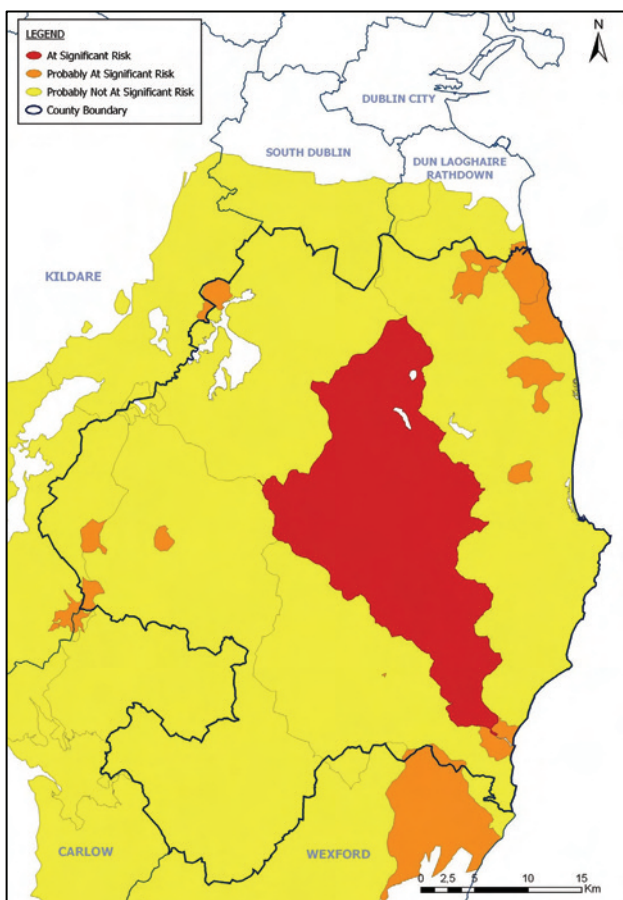 LEGEND
At Significant Risk
Probably At Significant Risk
Probably Not At Significant Risk
County Boundary
N
DUBLIN CITY
SOUTH DUBLIN
DUN LAOGHAIRE
RATHDOWN
KILDARE
CARLOW
WEXFORD
0 2.5 5 10 15
Km